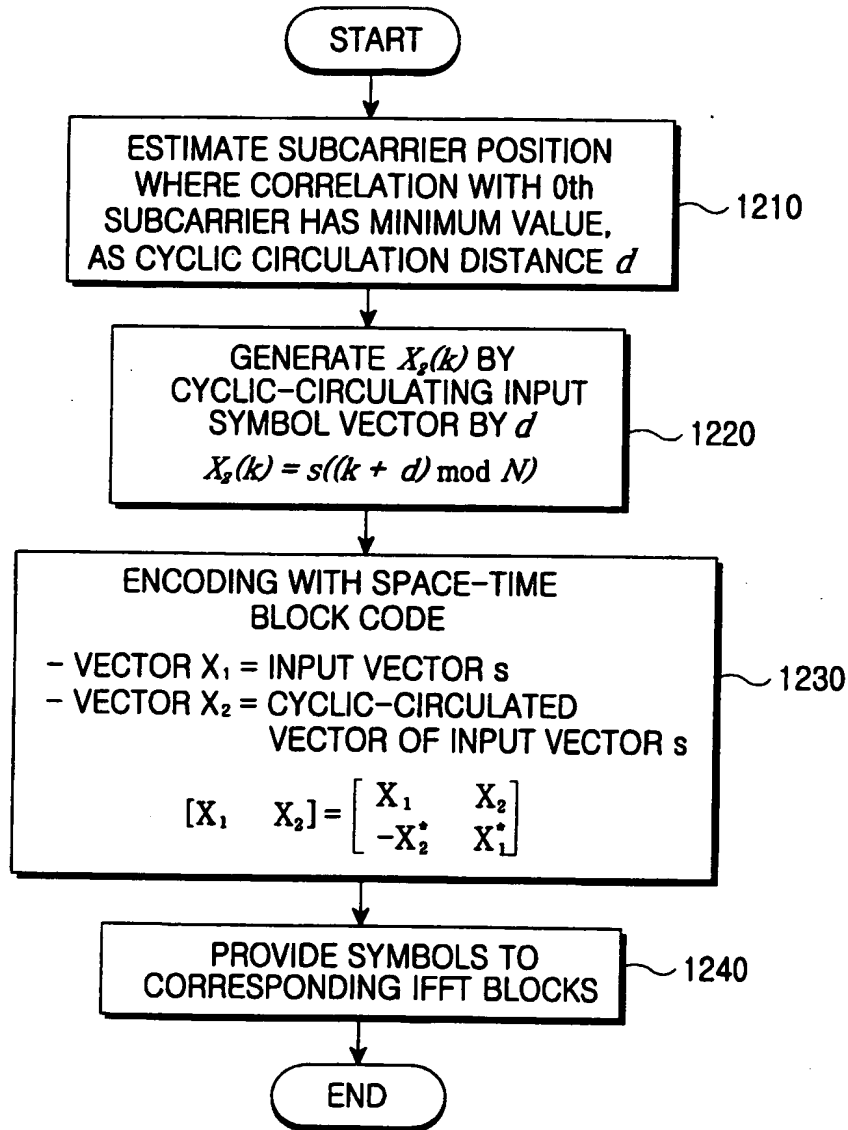 START
ESTIMATE SUBCARRIER POSITION
WHERE CORRELATION WITH 0th
SUBCARRIER HAS MINIMUM VALUE,
AS CYCLIC CIRCULATION DISTANCE d
1210
GENERATE X₂(k) BY
CYCLIC-CIRCULATING INPUT
SYMBOL VECTOR BY d
X₂(k) = s((k + d) mod N)
1220
ENCODING WITH SPACE-TIME
BLOCK CODE
- VECTOR X₁ = INPUT VECTOR s
- VECTOR X₂ = CYCLIC-CIRCULATED
VECTOR OF INPUT VECTOR s
[X₁ X₂] = [X₁ X₂
-X₂* X₁*]
1230
PROVIDE SYMBOLS TO
CORRESPONDING IFFT BLOCKS
1240
END